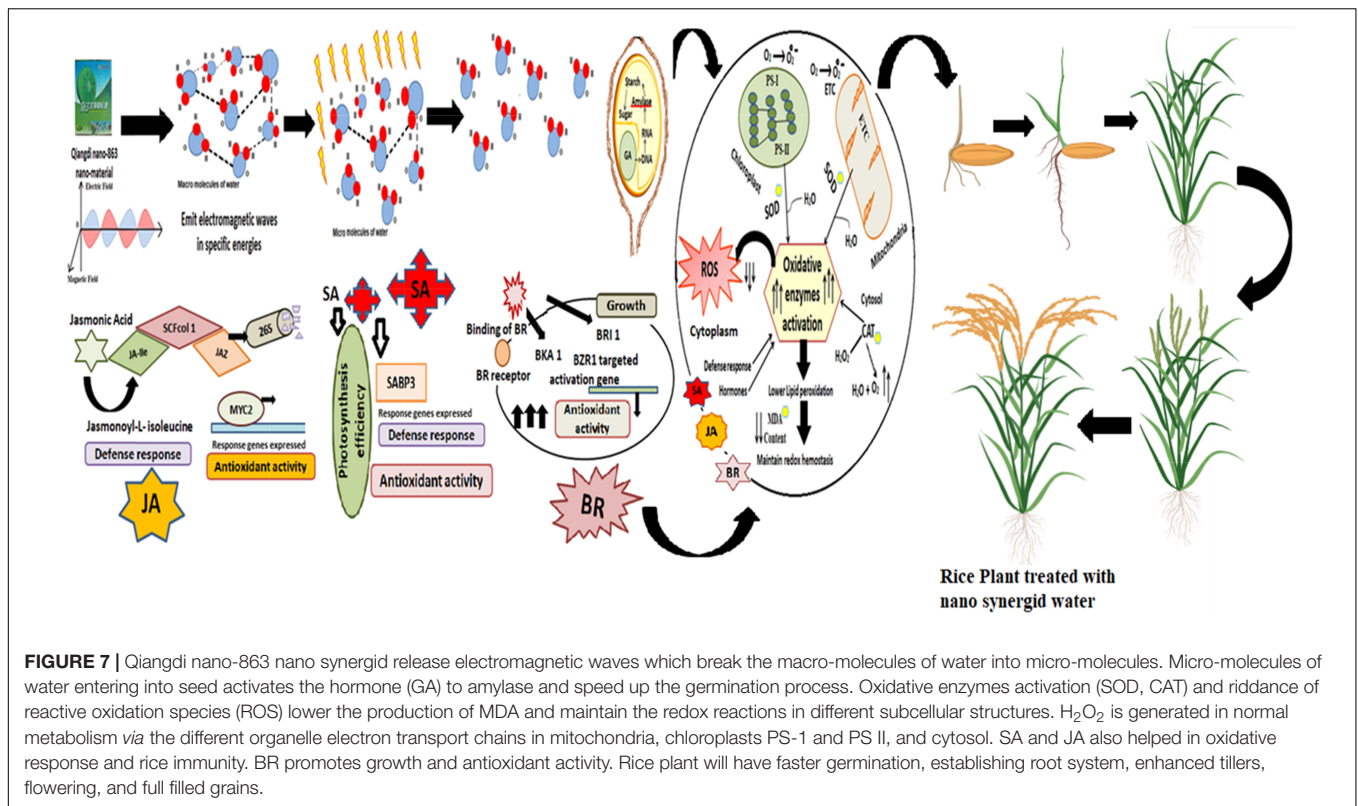 Qiangdi nano-863
nano-material
Electric Field
Magnetic Field
Emit electromagnetic waves
in specific energies
Macro molecules of water
Micro molecules of water
Starch
Amylase
Sugar
RNA
GA
DNA
O₂→O₂•−
O₂→O₂•−
ETC
PS-I
PS-II
Chloroplast
ETC
Mitochondria
SOD
SOD
H₂O
H₂O
ROS
Oxidative
enzymes
activation
Cytoplasm
Cytosol
CAT
H₂O₂
H₂O + O₂
Defense response
Hormones
SA
JA
BR
Lower Lipid peroxidation
MDA
Content
Maintain redox hemostasis
Jasmonic Acid
SCFcol 1
JA-Ile
JAZ
26S
Jasmonoyl-L- isoleucine
Defense response
JA
MYC2
Response genes expressed
Antioxidant activity
SA
SA
Photosynthesis
efficiency
SABP3
Response genes expressed
Defense response
Antioxidant activity
Growth
Binding of BR
BRI 1
BKA 1
BR receptor
BZR1 targeted
activation gene
Antioxidant
activity
BR
Rice Plant treated with
nano synergid water
FIGURE 7 | Qiangdi nano-863 nano synergid release electromagnetic waves which break the macro-molecules of water into micro-molecules. Micro-molecules of
water entering into seed activates the hormone (GA) to amylase and speed up the germination process. Oxidative enzymes activation (SOD, CAT) and riddance of
reactive oxidation species (ROS) lower the production of MDA and maintain the redox reactions in different subcellular structures. H₂O₂ is generated in normal
metabolism via the different organelle electron transport chains in mitochondria, chloroplasts PS-1 and PS II, and cytosol. SA and JA also helped in oxidative
response and rice immunity. BR promotes growth and antioxidant activity. Rice plant will have faster germination, establishing root system, enhanced tillers,
flowering, and full filled grains.